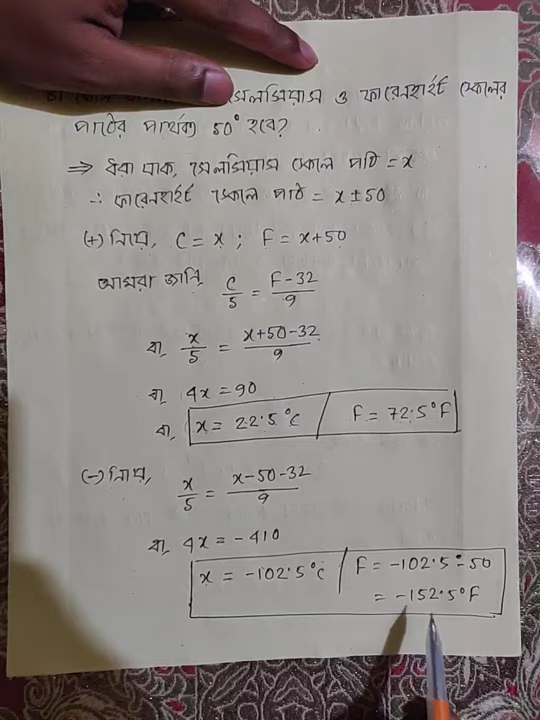 সেলসিয়াস ও ফারেনহাইট স্কেলের
পাঠের পার্থক্য 50° হবে?
⇒ ধরা যাক, সেলসিয়াস স্কেলে পাঠ = x
∴ ফারেনহাইট স্কেলে পাঠ = x ± 50
(+) নিয়ে, C = x ; F = x+50
আমরা জানি, C/5 = F-32/9
বা, x/5 = x+50-32/9
বা, 4x = 90
বা, x = 22.5°C / F = 72.5°F
(-) নিয়ে, x/5 = x-50-32/9
বা, 4x = -410
x = -102.5°C / F = -102.5°-50
= -152.5°F